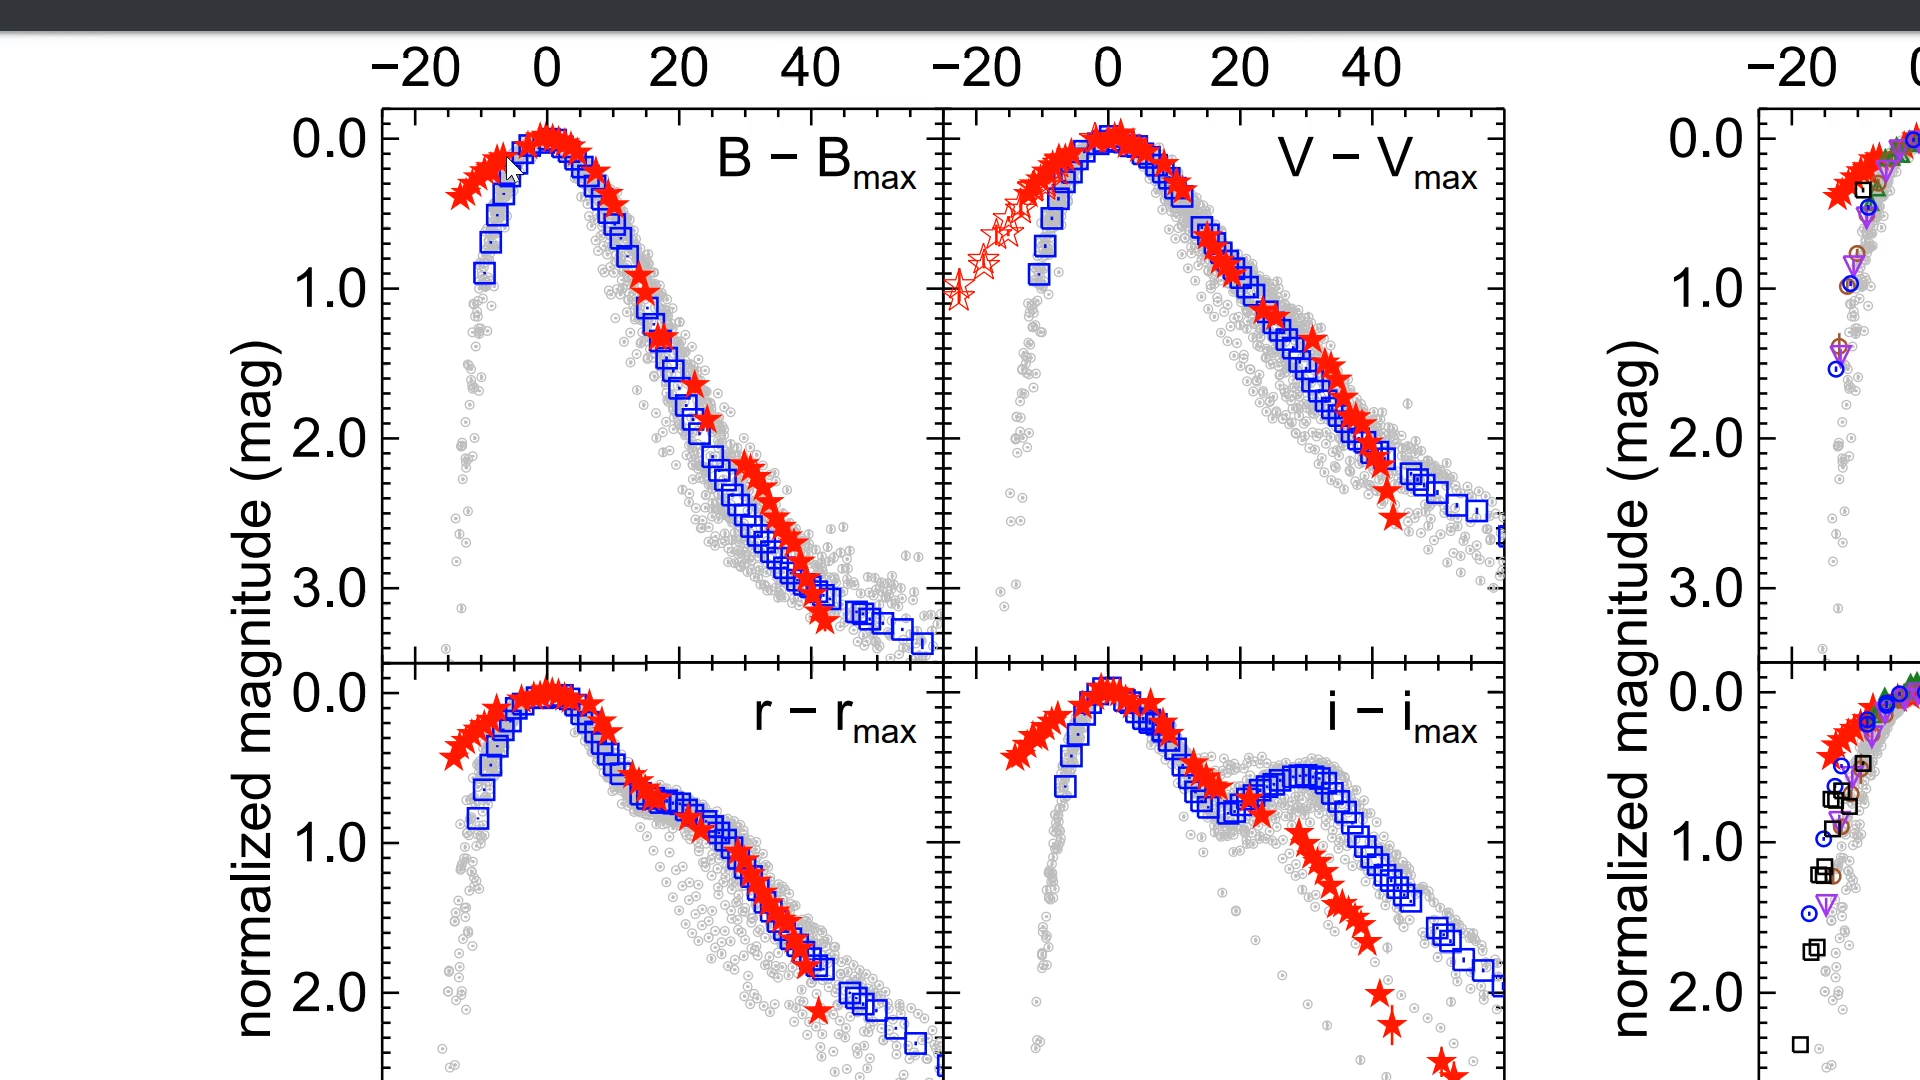 −20 0 20 40 −20 0 20 40 −20
0.0 B − Bmax V − Vmax 0.0
1.0 1.0
2.0 2.0
3.0 3.0
normalized magnitude (mag) normalized magnitude (mag)
0.0 r − rmax i − imax 0.0
1.0 1.0
2.0 2.0